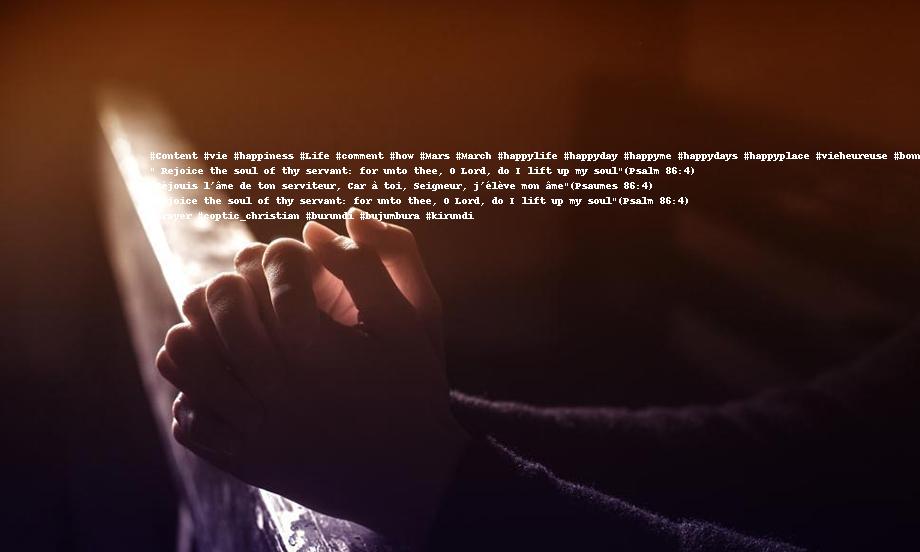 #Content #vie #happiness #Life #comment #how #Mars #March #happylife #happyday #happyme #happydays #happyplace #vieheureuse
" Rejoice the soul of thy servant: for unto thee, O Lord, do I lift up my soul"(Psalm 86:4)
l'âme de ton serviteur, Car à toi, Seigneur, j'élève mon âme"(Psaumes 86:4)
the soul of thy servant: for unto thee, O Lord, do I lift up my soul"(Psalm 86:4)
#coptic_christian #burundi #bujumbura #kirundi